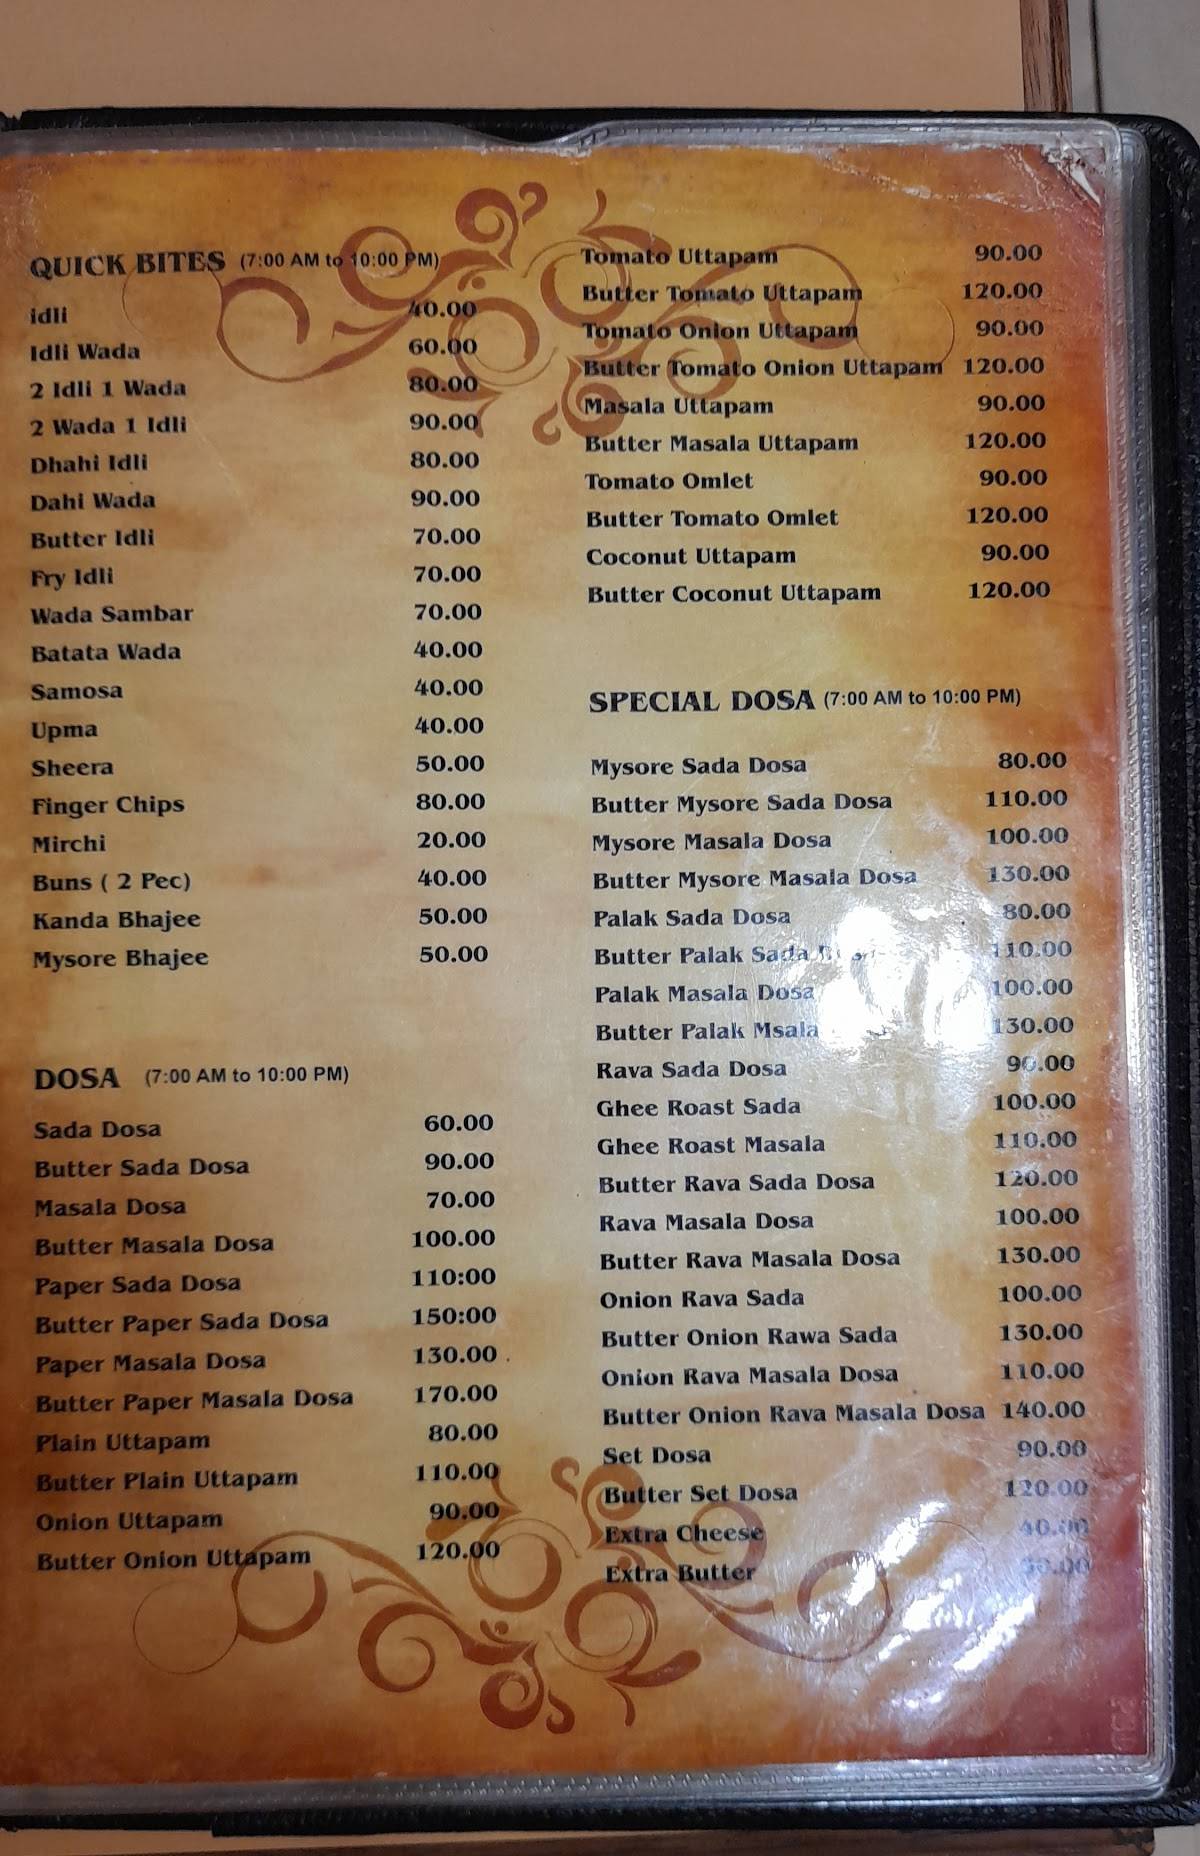 QUICK BITES (7:00 AM to 10:00 PM)
idli 40.00
Idli Wada 60.00
2 Idli 1 Wada 80.00
2 Wada 1 Idli 90.00
Dhahi Idli 80.00
Dahi Wada 90.00
Butter Idli 70.00
Fry Idli 70.00
Wada Sambar 70.00
Batata Wada 40.00
Samosa 40.00
Upma 40.00
Sheera 50.00
Finger Chips 80.00
Mirchi 20.00
Buns ( 2 Pec) 40.00
Kanda Bhajee 50.00
Mysore Bhajee 50.00
DOSA (7:00 AM to 10:00 PM)
Sada Dosa 60.00
Butter Sada Dosa 90.00
Masala Dosa 70.00
Butter Masala Dosa 100.00
Paper Sada Dosa 110:00
Butter Paper Sada Dosa 150:00
Paper Masala Dosa 130.00
Butter Paper Masala Dosa 170.00
Plain Uttapam 80.00
Butter Plain Uttapam 110.00
Onion Uttapam 90.00
Butter Onion Uttapam 120.00
Tomato Uttapam 90.00
Butter Tomato Uttapam 120.00
Tomato Onion Uttapam 90.00
Butter Tomato Onion Uttapam 120.00
Masala Uttapam 90.00
Butter Masala Uttapam 120.00
Tomato Omlet 90.00
Butter Tomato Omlet 120.00
Coconut Uttapam 90.00
Butter Coconut Uttapam 120.00
SPECIAL DOSA (7:00 AM to 10:00 PM)
Mysore Sada Dosa 80.00
Butter Mysore Sada Dosa 110.00
Mysore Masala Dosa 100.00
Butter Mysore Masala Dosa 130.00
Palak Sada Dosa 80.00
Butter Palak Sada Dosa 110.00
Palak Masala Dosa 100.00
Butter Palak Msala 130.00
Rava Sada Dosa 90.00
Ghee Roast Sada 100.00
Ghee Roast Masala 110.00
Butter Rava Sada Dosa 120.00
Rava Masala Dosa 100.00
Butter Rava Masala Dosa 130.00
Onion Rava Sada 100.00
Butter Onion Rawa Sada 130.00
Onion Rava Masala Dosa 110.00
Butter Onion Rava Masala Dosa 140.00
Set Dosa 90.00
Butter Set Dosa 120.00
Extra Cheese 40.00
Extra Butter